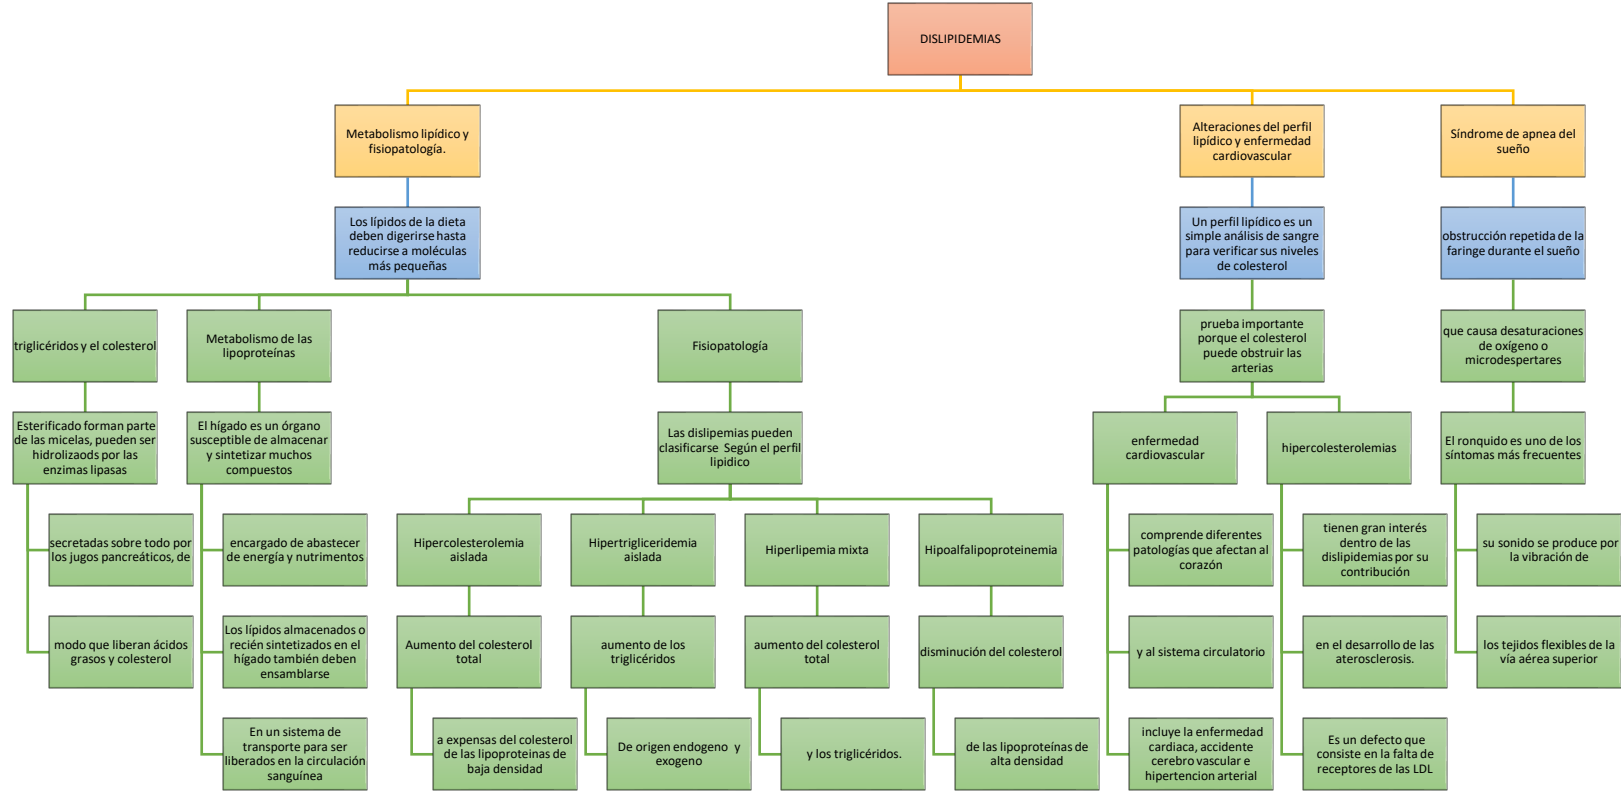 DISLIPIDEMIAS
Metabolismo lipídico y
fisiopatología.
Alteraciones del perfil
lipídico y enfermedad
cardiovascular
Síndrome de apnea del
sueño
Los lípidos de la dieta
deben digerirse hasta
reducirse a moléculas
más pequeñas
Un perfil lipídico es un
simple análisis de sangre
para verificar sus niveles
de colesterol
obstrucción repetida de la
faringe durante el sueño
triglicéridos y el colesterol
Metabolismo de las
lipoproteínas
Fisiopatología
prueba importante
porque el colesterol
puede obstruir las
arterias
que causa desaturaciones
de oxígeno o
microdespertares
Esterificado forman parte
de las micelas, pueden ser
hidrolizaods por las
enzimas lipasas
El hígado es un órgano
susceptible de almacenar
y sintetizar muchos
compuestos
Las dislipemias pueden
clasificarse Según el perfil
lipidico
enfermedad
cardiovascular
hipercolesterolemias
El ronquido es uno de los
síntomas más frecuentes
secretadas sobre todo por
los jugos pancreáticos, de
encargado de abastecer
de energía y nutrimentos
Hipercolesterolemia
aislada
Hipertrigliceridemia
aislada
Hiperlipemia mixta
Hipoalfalipoproteinemia
comprende diferentes
patologías que afectan al
corazón
tienen gran interés
dentro de las
dislipidemias por su
contribución
su sonido se produce por
la vibración de
modo que liberan ácidos
grasos y colesterol
Los lípidos almacenados o
recién sintetizados en el
hígado también deben
ensamblarse
Aumento del colesterol
total
aumento de los
triglicéridos
aumento del colesterol
total
disminución del colesterol
y al sistema circulatorio
en el desarrollo de las
aterosclerosis.
los tejidos flexibles de la
vía aérea superior
En un sistema de
transporte para ser
liberados en la circulación
sanguínea
a expensas del colesterol
de las lipoproteinas de
baja densidad
De origen endogeno y
exogeno
y los triglicéridos.
de las lipoproteínas de
alta densidad
incluye la enfermedad
cardiaca, accidente
cerebro vascular e
hipertencion arterial
Es un defecto que
consiste en la falta de
receptores de las LDL